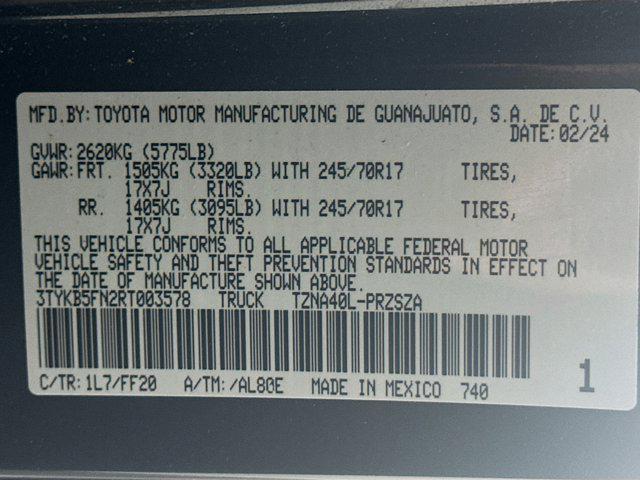 MFD.BY: TOYOTA MOTOR MANUFACTURING DE GUANAJUATO, S.A. DE C.V.
DATE: 02/24
GVWR: 2620KG (5775LB)
GAWR: FRT. 1505KG (3320LB) WITH 245/70R17 TIRES,
17X7J RIMS.
RR. 1405KG (3095LB) WITH 245/70R17 TIRES,
17X7J RIMS.
THIS VEHICLE CONFORMS TO ALL APPLICABLE FEDERAL MOTOR
VEHICLE SAFETY AND THEFT PREVENTION STANDARDS IN EFFECT ON
THE DATE OF MANUFACTURE SHOWN ABOVE.
3TYKB5FN2RT003578 TRUCK TZNA40L-PRZSZA
C/TR: 1L7/FF20 A/TM: /AL80E MADE IN MEXICO 740 1